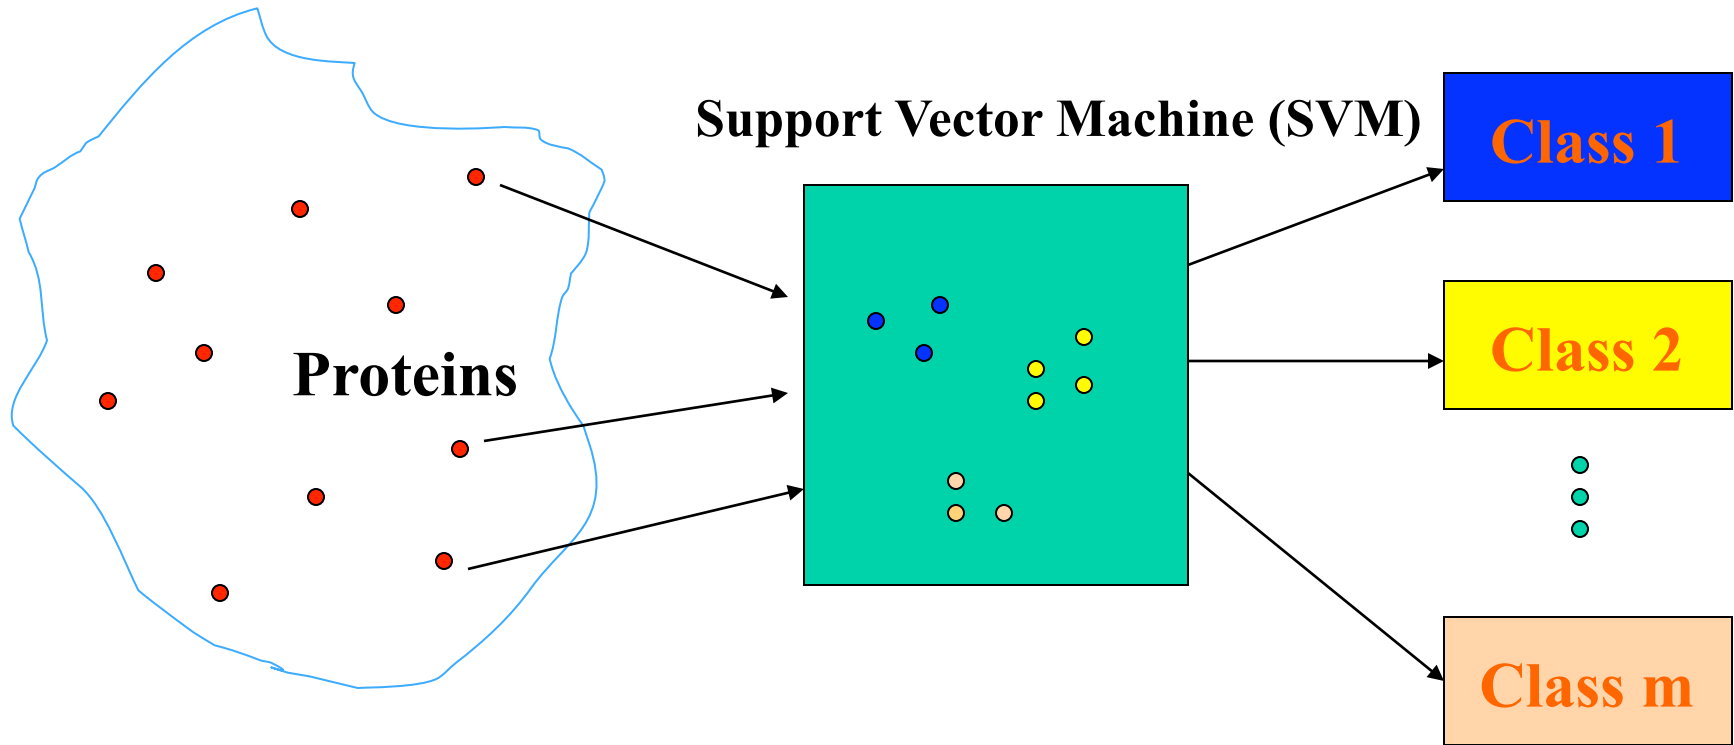 Support Vector Machine (SVM)
Proteins
Class 1
Class 2
Class m